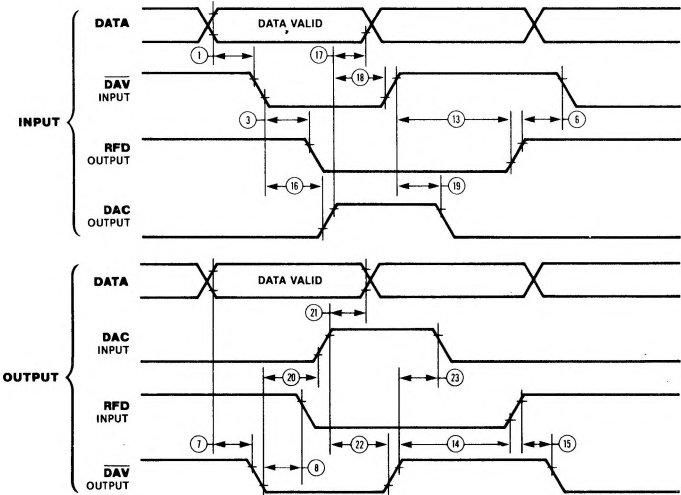 DATA
DATA VALID
1
17
18
DAV
INPUT
INPUT
3
13
6
RFD
OUTPUT
16
19
DAC
OUTPUT
DATA
DATA VALID
21
DAC
INPUT
OUTPUT
20
23
RFD
INPUT
7
8
22
14
15
DAV
OUTPUT